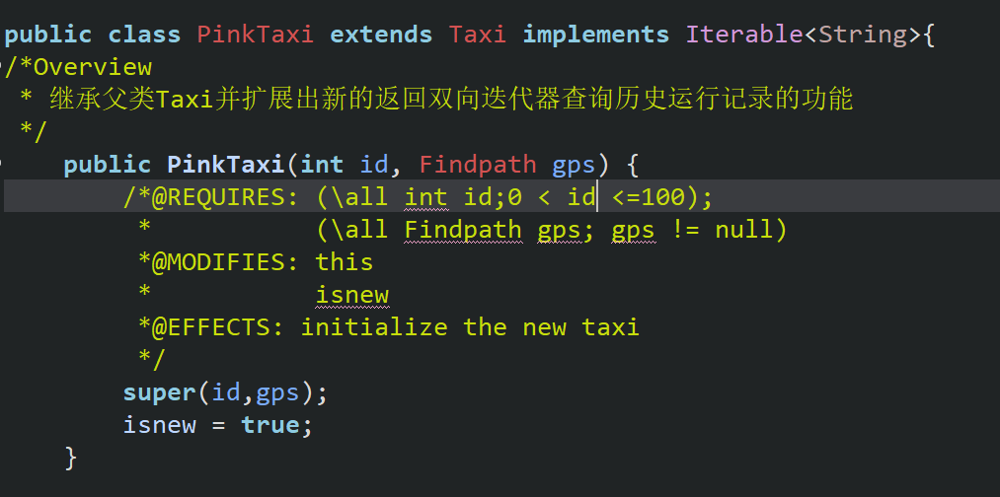 public class PinkTaxi extends Taxi implements Iterable<String>{
/*Overview
 * 继承父类Taxi并扩展出新的返回双向迭代器查询历史运行记录的功能
 */
    public PinkTaxi(int id, Findpath gps) {
        /*@REQUIRES: (\all int id;0 < id <=100);
         *           (\all Findpath gps; gps != null)
         *@MODIFIES: this
         *           isnew
         *@EFFECTS: initialize the new taxi
         */
        super(id,gps);
        isnew = true;
    }